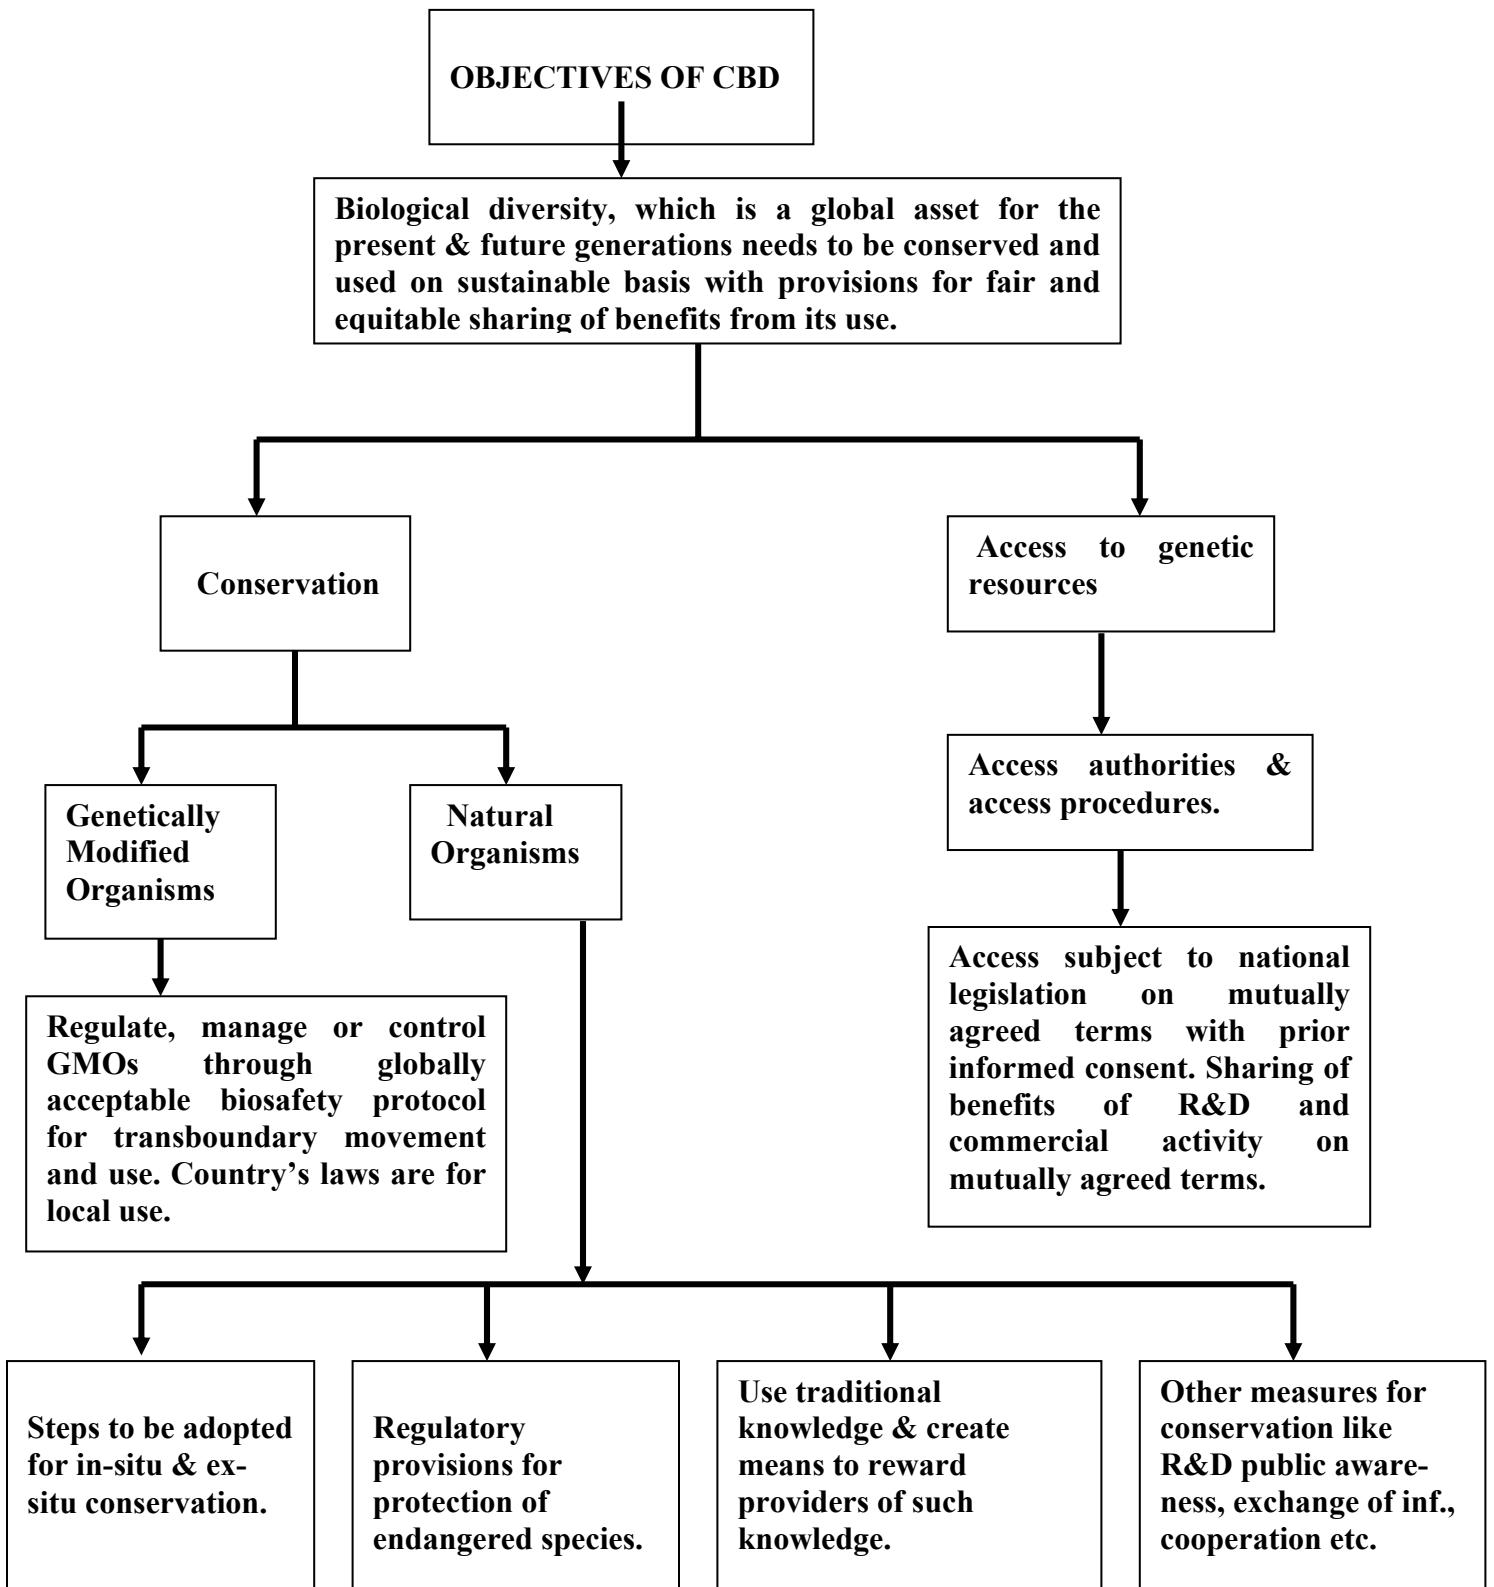 OBJECTIVES OF CBD
Biological diversity, which is a global asset for the
present & future generations needs to be conserved and
used on sustainable basis with provisions for fair and
equitable sharing of benefits from its use.
Conservation
Access to genetic
resources
Access authorities &
access procedures.
Genetically
Modified
Organisms
Natural
Organisms
Access subject to national
legislation on mutually
agreed terms with prior
informed consent. Sharing of
benefits of R&D and
commercial activity on
mutually agreed terms.
Regulate, manage or control
GMOs through globally
acceptable biosafety protocol
for transboundary movement
and use. Country’s laws are for
local use.
Steps to be adopted
for in-situ & ex-
situ conservation.
Regulatory
provisions for
protection of
endangered species.
Use traditional
knowledge & create
means to reward
providers of such
knowledge.
Other measures for
conservation like
R&D public aware-
ness, exchange of inf.,
cooperation etc.